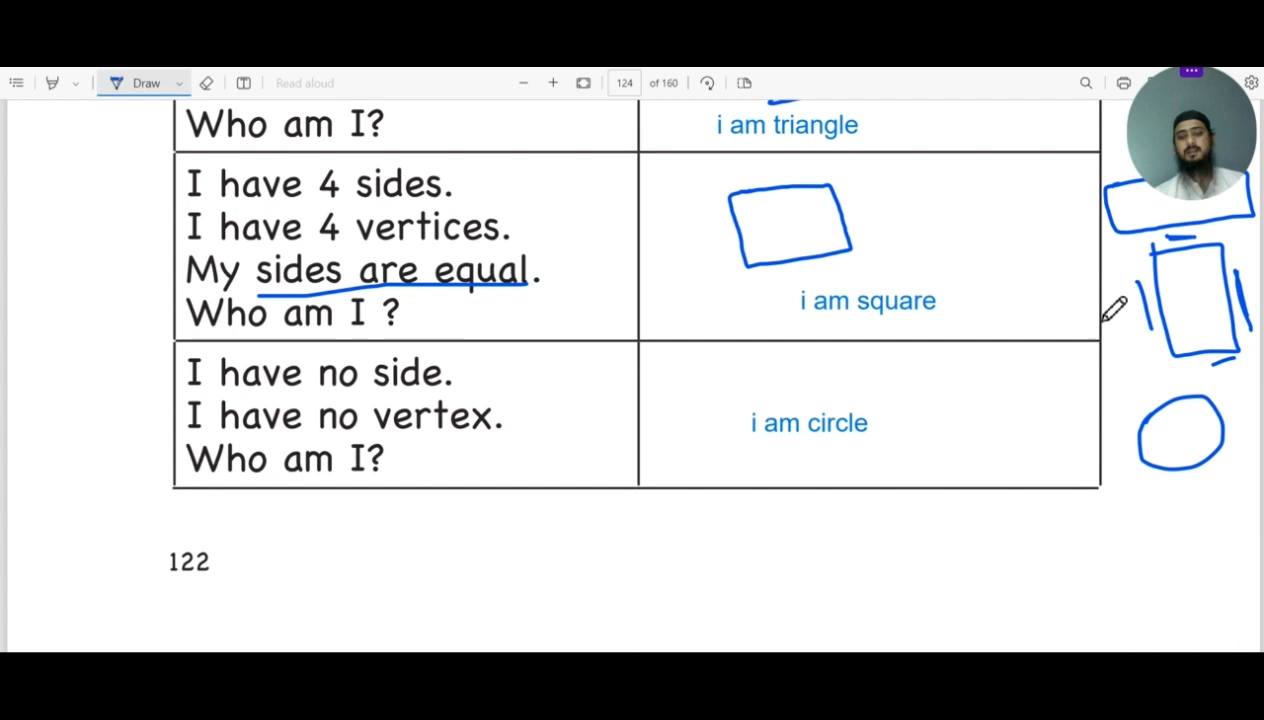 Draw
Read aloud
124 of 160
Who am I?
i am triangle
I have 4 sides.
I have 4 vertices.
My sides are equal.
Who am I ?
i am square
I have no side.
I have no vertex.
Who am I?
i am circle
122